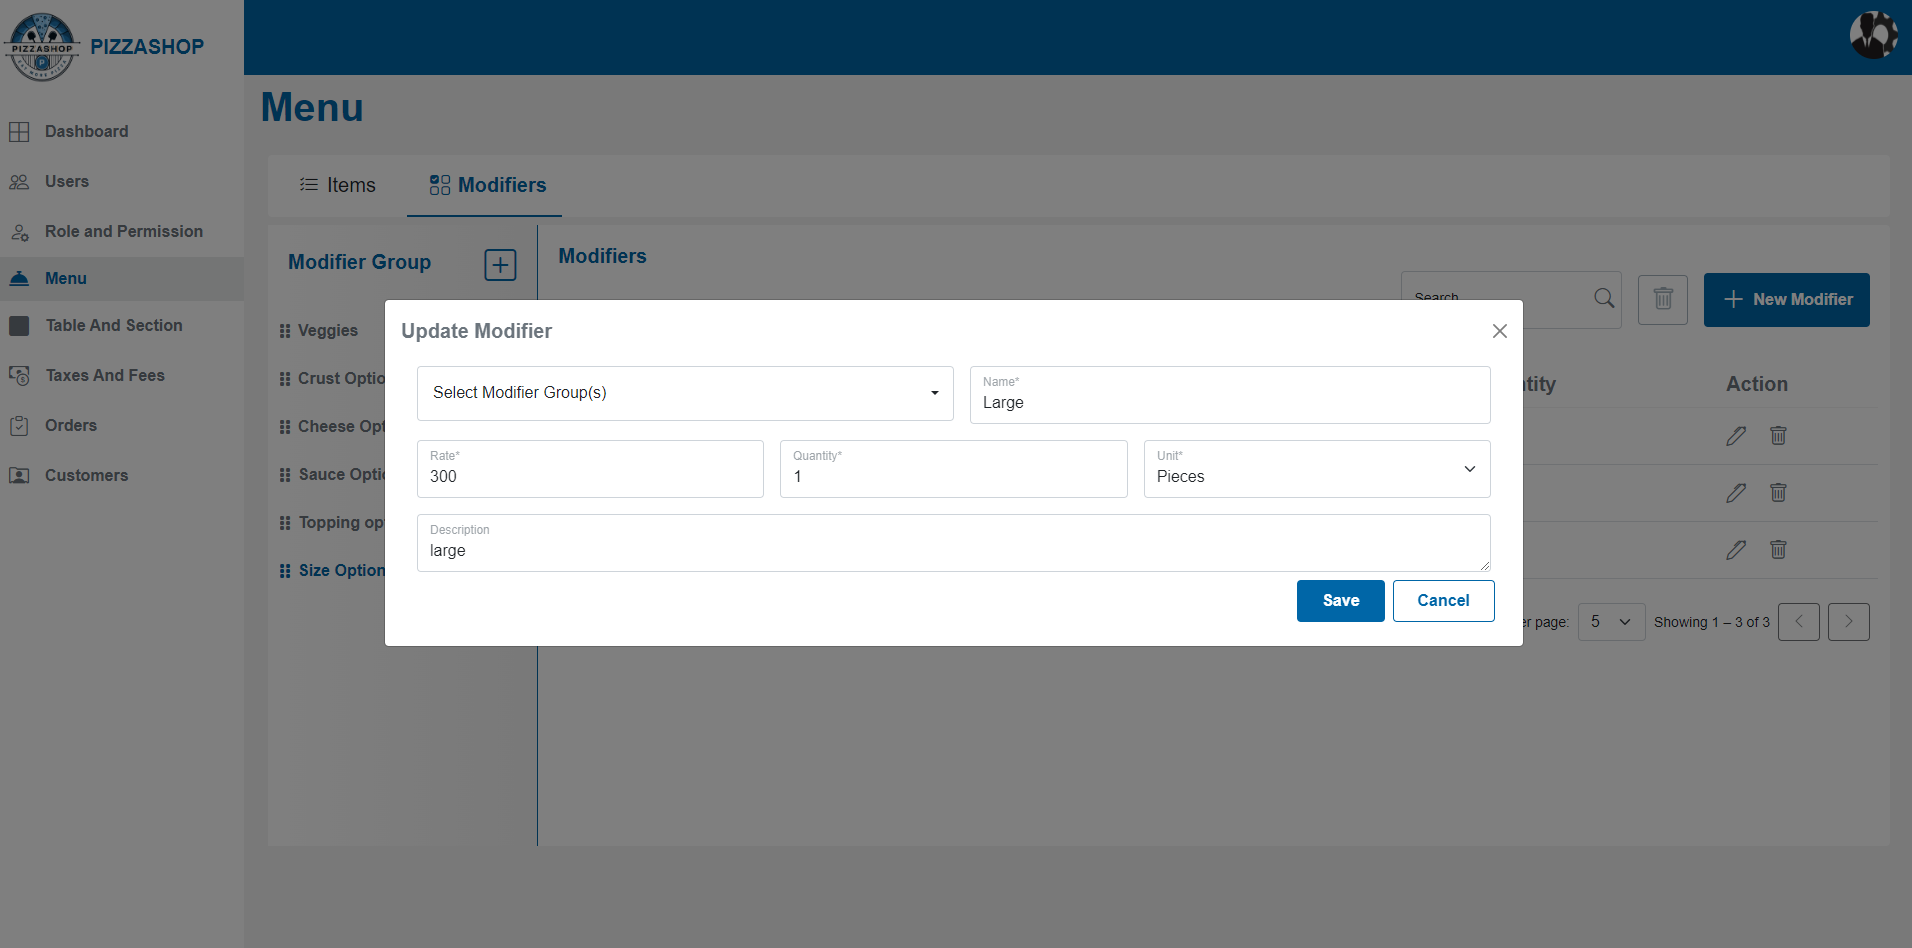 PIZZASHOP
PIZZASHOP
Dashboard
Users
Role and Permission
Menu
Table And Section
Taxes And Fees
Orders
Customers
Menu
Items
Modifiers
Modifier Group
Veggies
Crust Optio
Cheese Opt
Sauce Optio
Topping op
Size Option
Modifiers
Search
New Modifier
ntity
Action
Update Modifier
Select Modifier Group(s)
Name*
Large
Rate*
300
Quantity*
1
Unit*
Pieces
Description
large
Save
Cancel
er page:
5
Showing 1 – 3 of 3